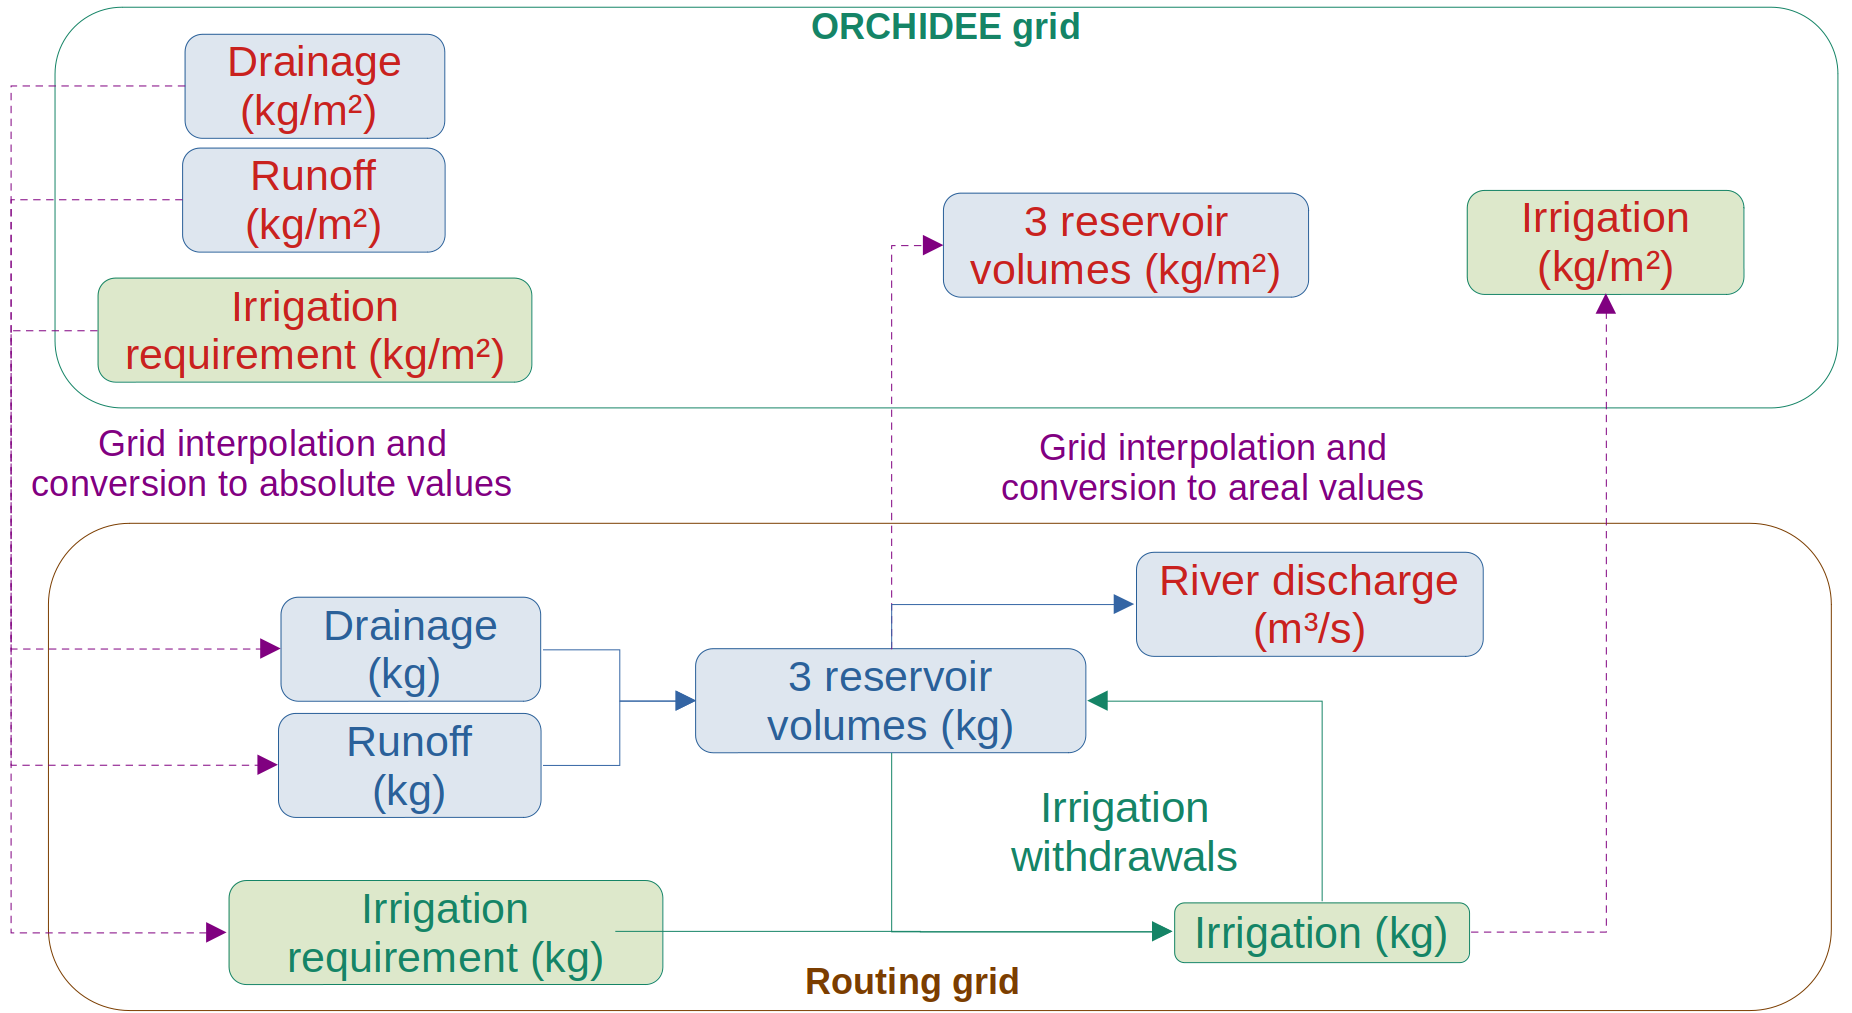 ORCHIDEE grid
Drainage
(kg/m²)
Runoff
(kg/m²)
Irrigation
requirement (kg/m²)
3 reservoir
volumes (kg/m²)
Irrigation
(kg/m²)
Grid interpolation and
conversion to absolute values
Grid interpolation and
conversion to areal values
River discharge
(m³/s)
Drainage
(kg)
Runoff
(kg)
3 reservoir
volumes (kg)
Irrigation
withdrawals
Irrigation
requirement (kg)
Irrigation (kg)
Routing grid